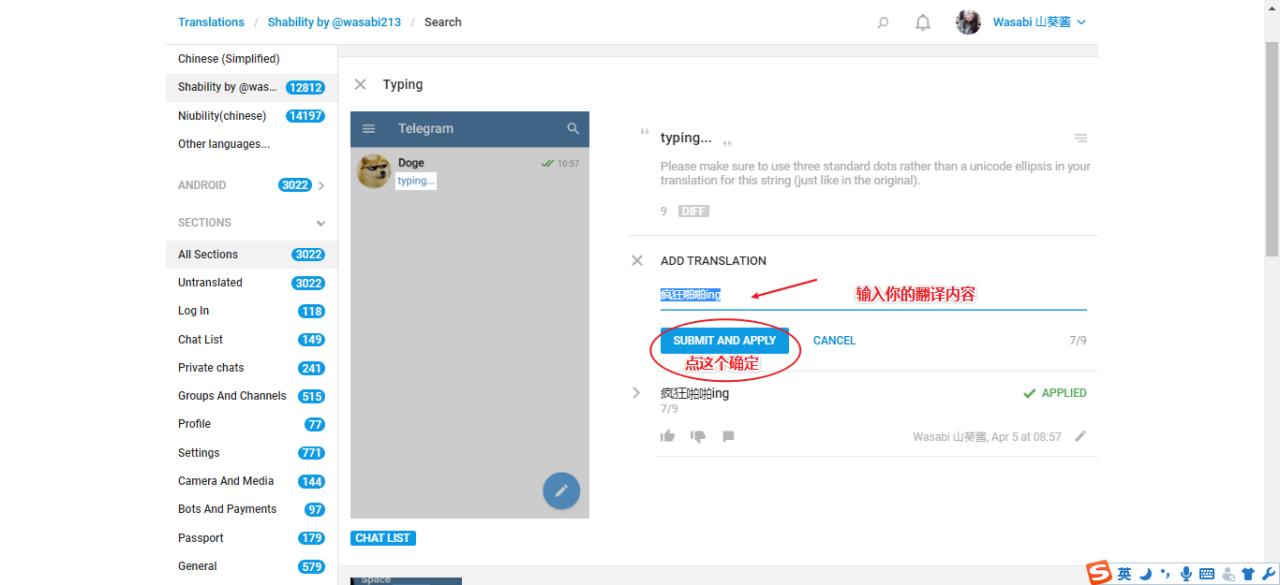 Translations / Shability by @wasabi213 / Search
Wasabi 山葵酱
Chinese (Simplified)
Shability by @was... 12812
Niubility(chinese) 14197
Other languages...
ANDROID 3022
SECTIONS
All Sections 3022
Untranslated 3022
Log In 118
Chat List 149
Private chats 241
Groups And Channels 515
Profile 77
Settings 771
Camera And Media 144
Bots And Payments 97
Passport 179
General 579
Typing
Telegram
Doge 10:57
typing...
CHAT LIST
Space
“ typing... ”
Please make sure to use three standard dots rather than a unicode ellipsis in your
translation for this string (just like in the original).
9 DIFF
ADD TRANSLATION
疯狂啪啪ing
输入你的翻译内容
SUBMIT AND APPLY CANCEL 7/9
点这个确定
疯狂啪啪ing APPLIED
7/9
Wasabi 山葵酱, Apr 5 at 08:57
S 英